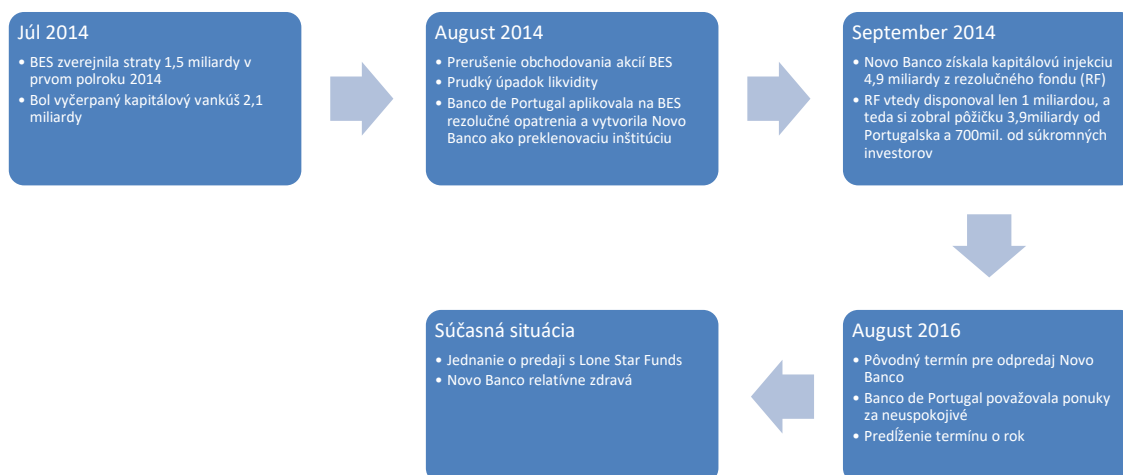 Júl 2014
• BES zverejnila straty 1,5 miliardy v
prvom polroku 2014
• Bol vyčerpaný kapitálový vankúš 2,1
miliardy
August 2014
• Prerušenie obchodovania akcií BES
• Prudký úpadok likvidity
• Banco de Portugal aplikovala na BES
rezolučné opatrenia a vytvorila Novo
Banco ako preklenovaciu inštitúciu
September 2014
• Novo Banco získala kapitálovú injekciu
4,9 miliardy z rezolučného fondu (RF)
• RF vtedy disponoval len 1 miliardou, a
teda si zobral pôžičku 3,9miliardy od
Portugalska a 700mil. od súkromných
investorov
August 2016
• Pôvodný termín pre odpredaj Novo
Banco
• Banco de Portugal považovala ponuky
za neuspokojivé
• Predĺženie termínu o rok
Súčasná situácia
• Jednanie o predaji s Lone Star Funds
• Novo Banco relatívne zdravá